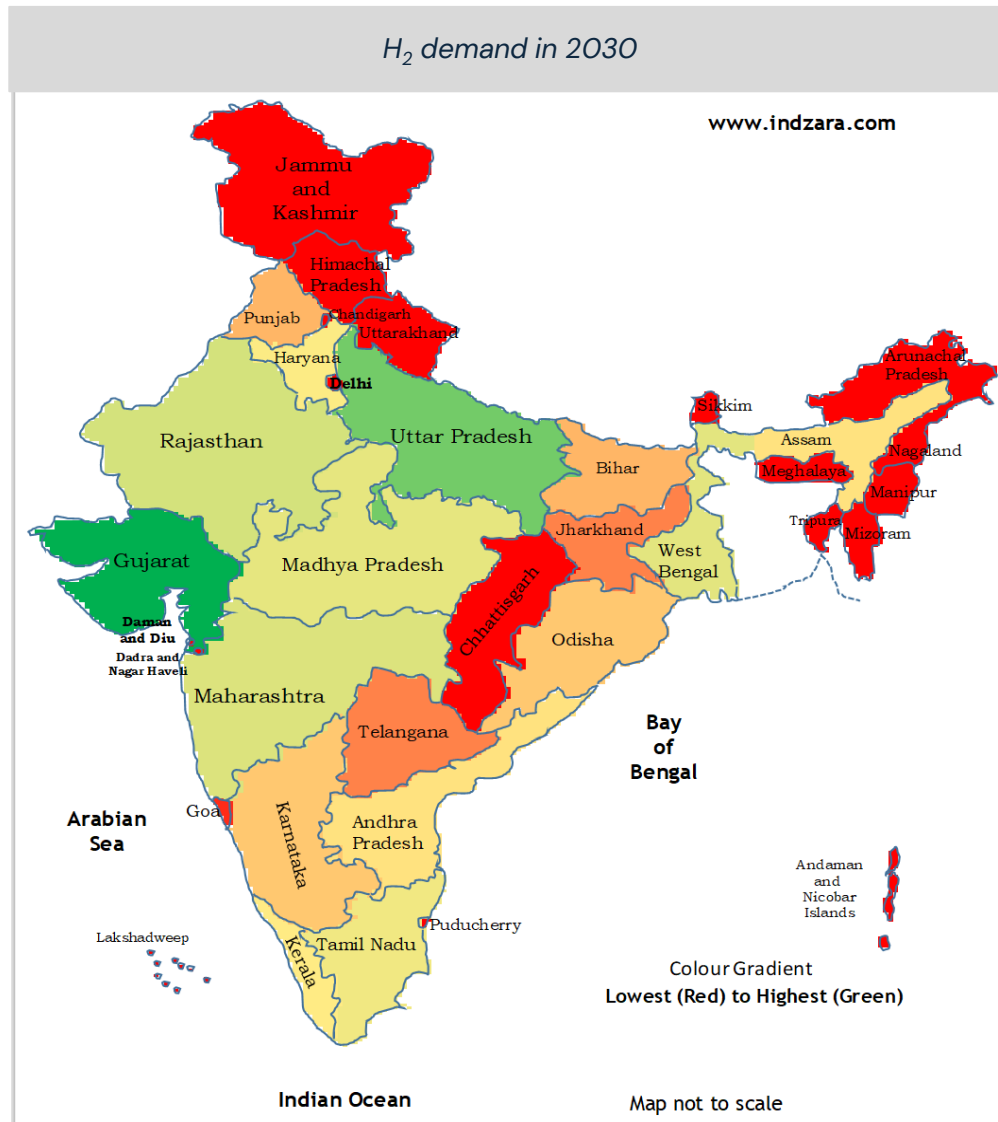 H₂ demand in 2030
www.indzara.com
Jammu
and
Kashmir
Himachal
Pradesh
Punjab
Chandigarh
Uttarakhand
Haryana
Delhi
Arunachal
Pradesh
Sikkim
Rajasthan
Uttar Pradesh
Assam
Nagaland
Bihar
Meghalaya
Manipur
Jharkhand
Tripura
Mizoram
Gujarat
Madhya Pradesh
West
Bengal
Chhattisgarh
Daman
and Diu
Dadra and
Nagar Haveli
Odisha
Maharashtra
Telangana
Bay
of
Bengal
Goa
Arabian
Sea
Karnataka
Andhra
Pradesh
Andaman
and
Nicobar
Islands
Puducherry
Lakshadweep
Kerala
Tamil Nadu
Colour Gradient
Lowest (Red) to Highest (Green)
Indian Ocean
Map not to scale